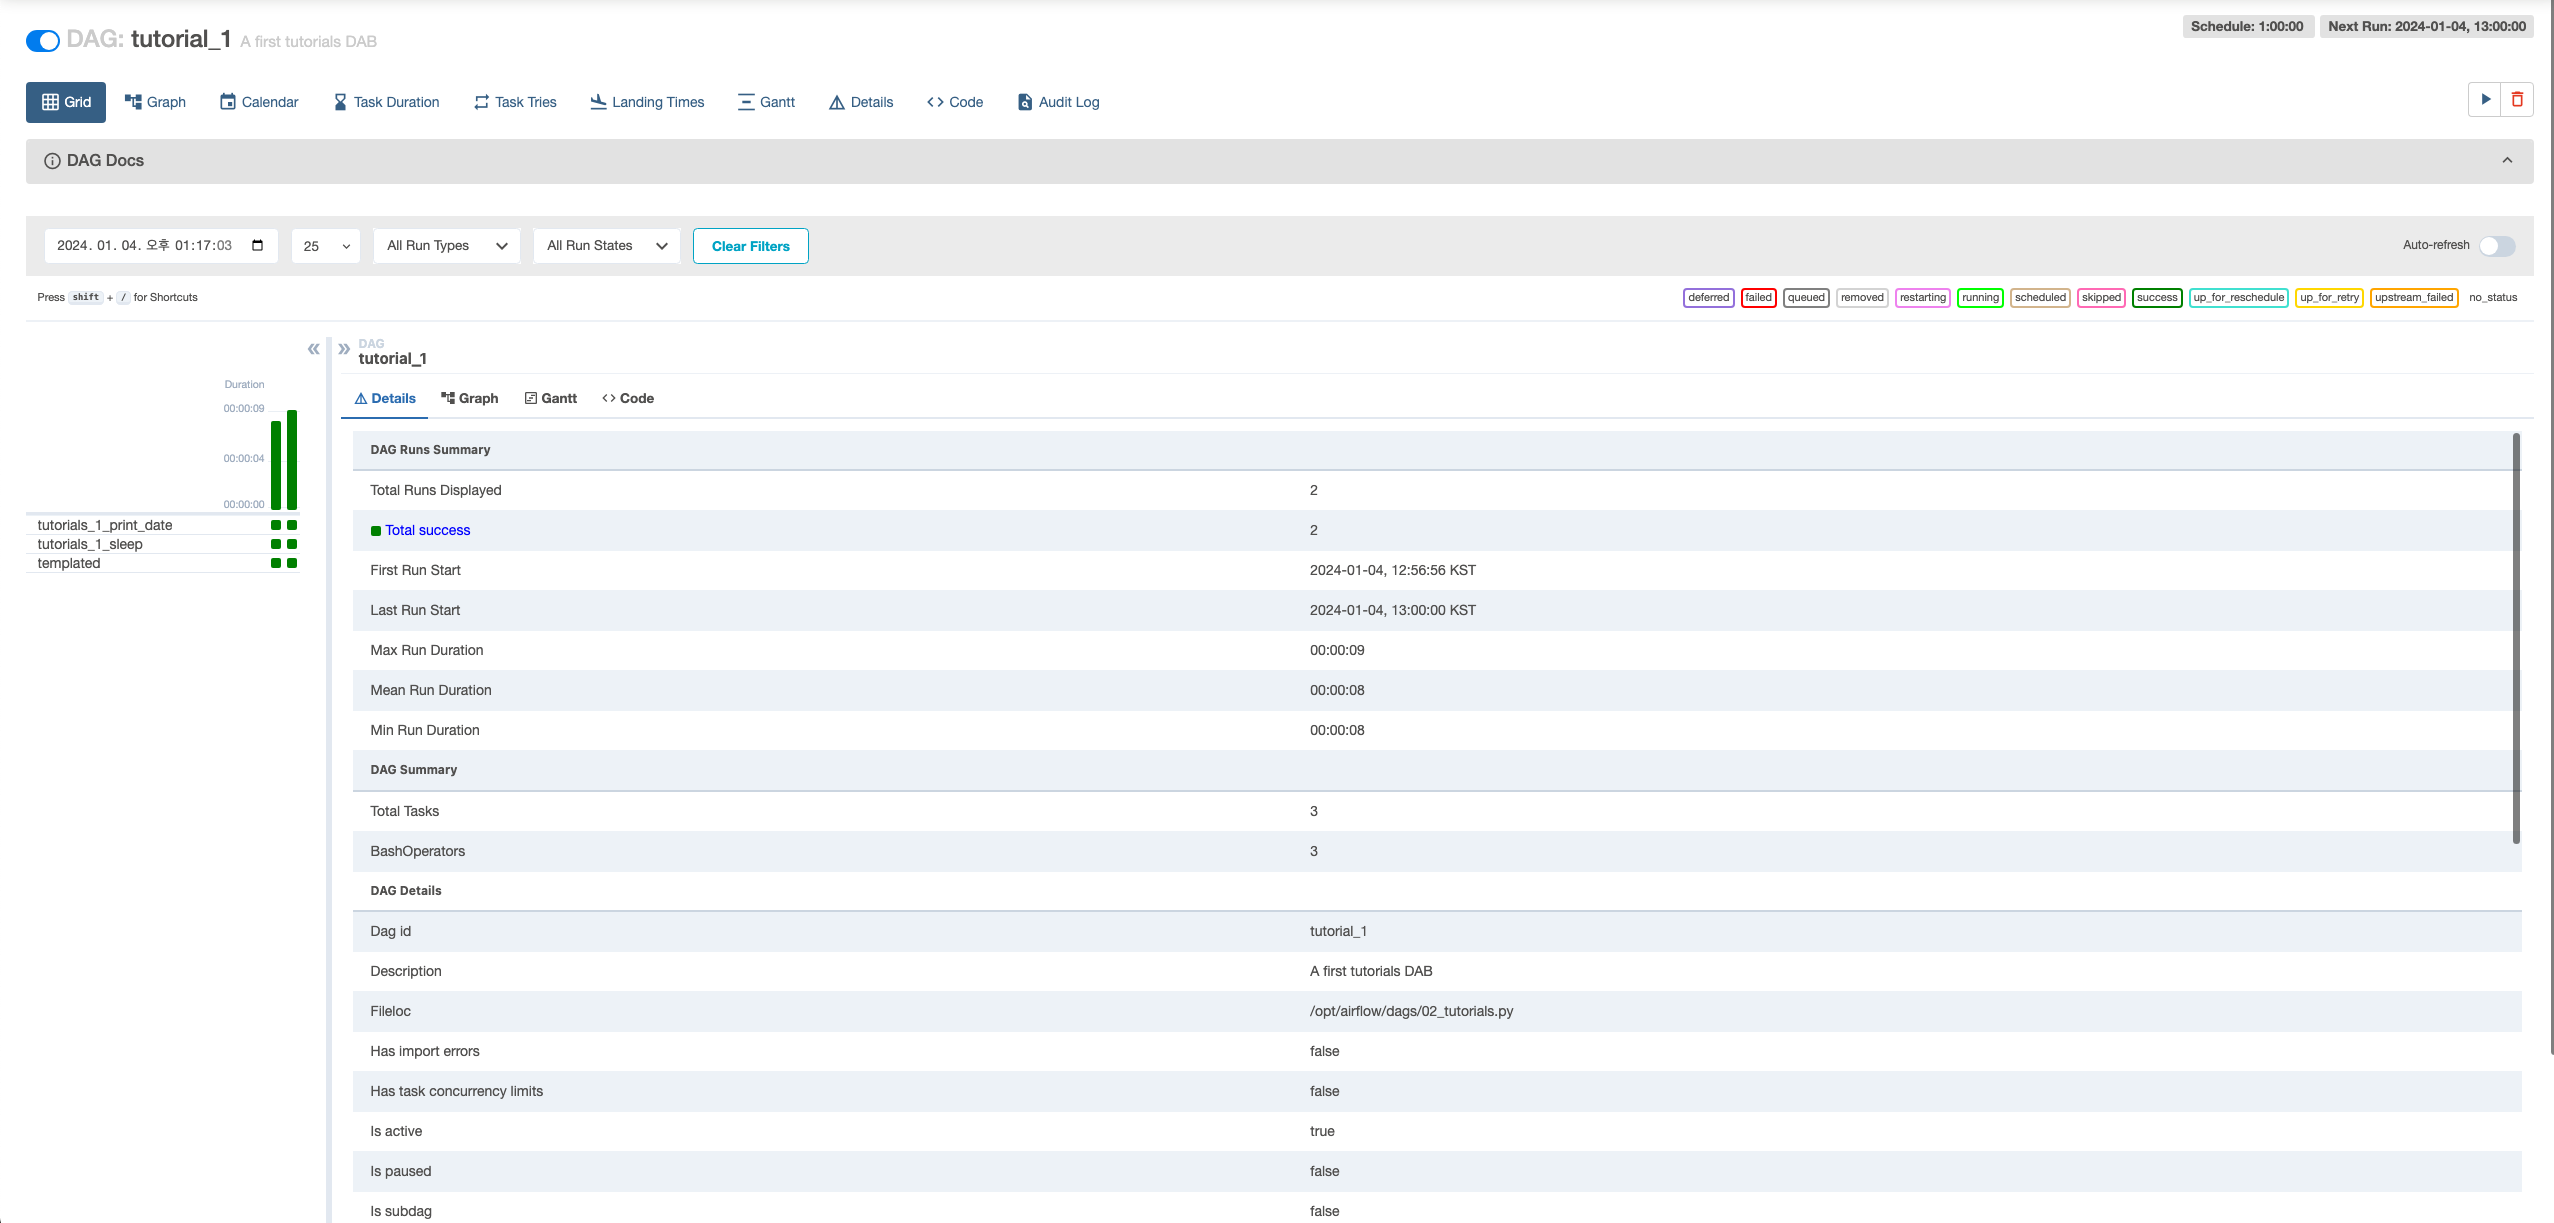 DAG: tutorial_1 A first tutorials DAB
Schedule: 1:00:00 Next Run: 2024-01-04, 13:00:00
Grid Graph Calendar Task Duration Task Tries Landing Times Gantt Details Code Audit Log
DAG Docs
2024. 01. 04. 오후 01:17:03 25 All Run Types All Run States Clear Filters Auto-refresh
Press shift + / for Shortcuts
deferred failed queued removed restarting running scheduled skipped success up_for_reschedule up_for_retry upstream_failed no_status
Duration
00:00:09
00:00:04
00:00:00
tutorials_1_print_date
tutorials_1_sleep
templated
DAG
tutorial_1
Details Graph Gantt Code
DAG Runs Summary
Total Runs Displayed 2
Total success 2
First Run Start 2024-01-04, 12:56:56 KST
Last Run Start 2024-01-04, 13:00:00 KST
Max Run Duration 00:00:09
Mean Run Duration 00:00:08
Min Run Duration 00:00:08
DAG Summary
Total Tasks 3
BashOperators 3
DAG Details
Dag id tutorial_1
Description A first tutorials DAB
Fileloc /opt/airflow/dags/02_tutorials.py
Has import errors false
Has task concurrency limits false
Is active true
Is paused false
Is subdag false